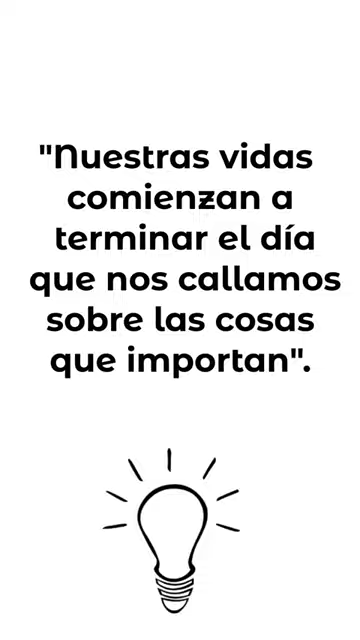 "Nuestras vidas
comienzan a
terminar el día
que nos callamos
sobre las cosas
que importan".